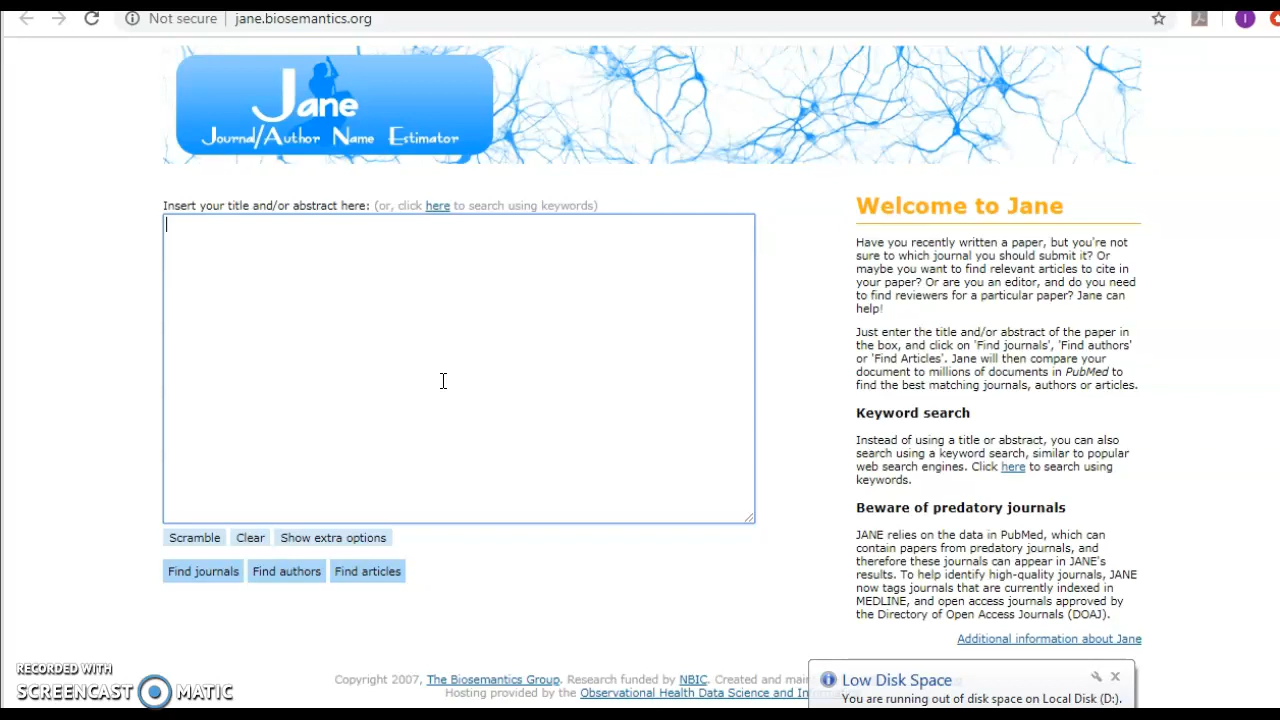 Not secure jane.biosemantics.org
I
Jane
Journal/Author Name Estimator
Insert your title and/or abstract here: (or, click here to search using keywords)
Scramble Clear Show extra options
Find journals Find authors Find articles
Welcome to Jane
Have you recently written a paper, but you're not
sure to which journal you should submit it? Or
maybe you want to find relevant articles to cite in
your paper? Or are you an editor, and do you need
to find reviewers for a particular paper? Jane can
help!
Just enter the title and/or abstract of the paper in
the box, and click on 'Find journals', 'Find authors'
or 'Find Articles'. Jane will then compare your
document to millions of documents in PubMed to
find the best matching journals, authors or articles.
Keyword search
Instead of using a title or abstract, you can also
search using a keyword search, similar to popular
web search engines. Click here to search using
keywords.
Beware of predatory journals
JANE relies on the data in PubMed, which can
contain papers from predatory journals, and
therefore these journals can appear in JANE's
results. To help identify high-quality journals, JANE
now tags journals that are currently indexed in
MEDLINE, and open access journals approved by
the Directory of Open Access Journals (DOAJ).
Additional information about Jane
Copyright 2007, The Biosemantics Group. Research funded by NBIC. Created and
Hosting provided by the Observational Health Data Science and
Low Disk Space
You are running out of disk space on Local Disk (D:).
RECORDED WITH
SCREENCAST MATIC